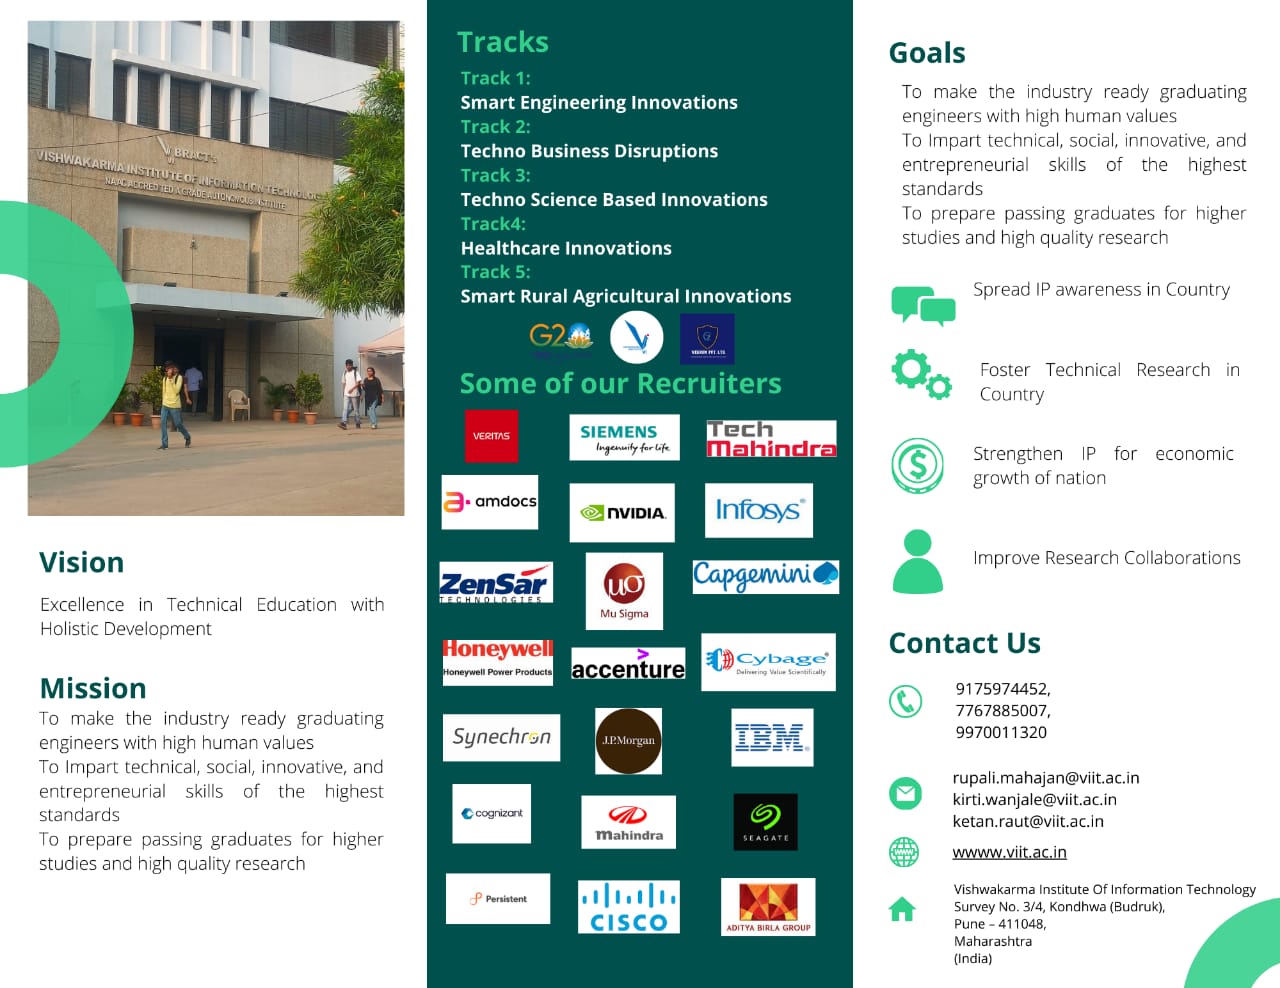 BRACT's
VISHWAKARMA INSTITUTE OF INFORMATION TECHNOLOGY
NAAC ACCREDITED A GRADE AUTONOMOUS INSTITUTE
Vision
Excellence in Technical Education with
Holistic Development
Mission
To make the industry ready graduating
engineers with high human values
To Impart technical, social, innovative, and
entrepreneurial skills of the highest
standards
To prepare passing graduates for higher
studies and high quality research
Tracks
Track 1:
Smart Engineering Innovations
Track 2:
Techno Business Disruptions
Track 3:
Techno Science Based Innovations
Track4:
Healthcare Innovations
Track 5:
Smart Rural Agricultural Innovations
G20
Some of our Recruiters
VERITAS
SIEMENS
Ingenuity for life
Tech
Mahindra
amdocs
NVIDIA.
Infosys®
ZenSar
TECHNOLOGIES
Mu Sigma
Capgemini
Honeywell
Honeywell Power Products
accenture
Cybage®
Delivering Value Scientifically
Synechron
J.P.Morgan
IBM®
cognizant
mahindra
SEAGATE
Persistent
CISCO
ADITYA BIRLA GROUP
Goals
To make the industry ready graduating
engineers with high human values
To Impart technical, social, innovative, and
entrepreneurial skills of the highest
standards
To prepare passing graduates for higher
studies and high quality research
Spread IP awareness in Country
Foster Technical Research in
Country
Strengthen IP for economic
growth of nation
Improve Research Collaborations
Contact Us
9175974452,
7767885007,
9970011320
rupali.mahajan@viit.ac.in
kirti.wanjale@viit.ac.in
ketan.raut@viit.ac.in
wwww.viit.ac.in
Vishwakarma Institute Of Information Technology
Survey No. 3/4, Kondhwa (Budruk),
Pune – 411048,
Maharashtra
(India)